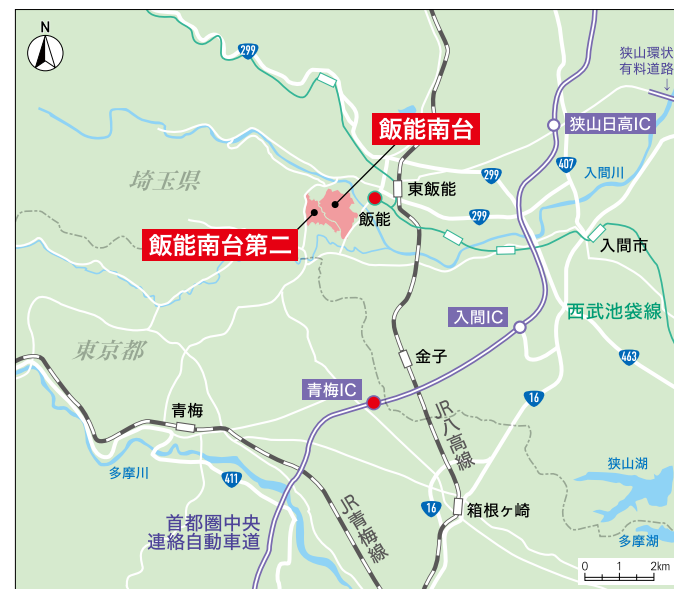 N
299
狭山環状
有料道路
↓
飯能南台
狭山日高IC
407
入間川
埼玉県
299
東飯能
299
飯能
飯能南台第二
入間市
入間IC
西武池袋線
東京都
金子
463
青梅IC
16
青梅
JR八高線
多摩川
411
狭山湖
16
箱根ヶ崎
首都圏中央
連絡自動車道
JR青梅線
多摩湖
0 1 2km